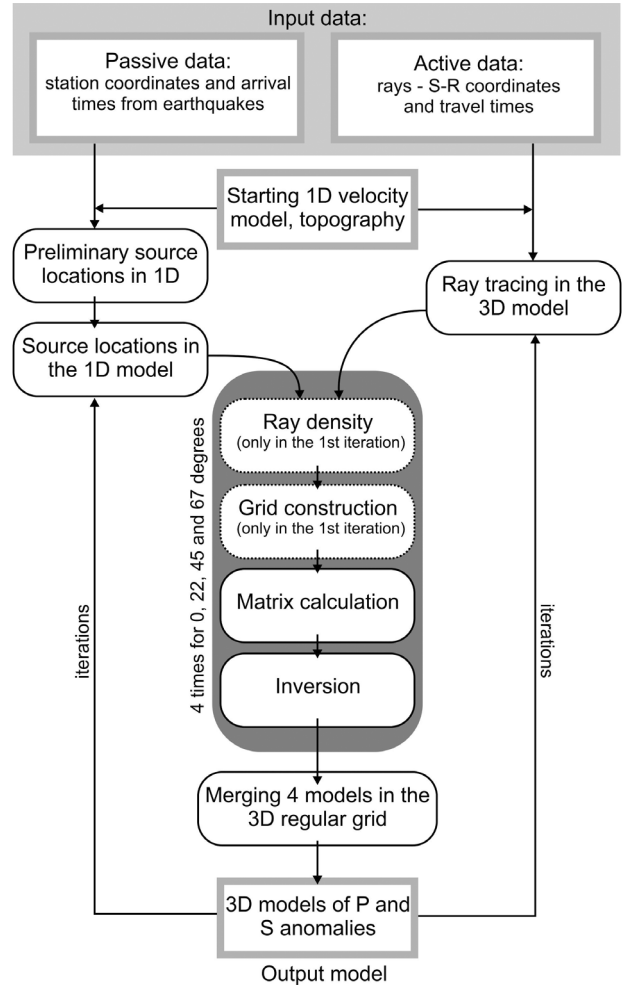 Input data:
Passive data:
station coordinates and arrival
times from earthquakes
Active data:
rays - S-R coordinates
and travel times
Starting 1D velocity
model, topography
Preliminary source
locations in 1D
Ray tracing in the
3D model
Source locations in
the 1D model
Ray density
(only in the 1st iteration)
Grid construction
(only in the 1st iteration)
Matrix calculation
Inversion
4 times for 0, 22, 45 and 67 degrees
iterations
iterations
Merging 4 models in the
3D regular grid
3D models of P and
S anomalies
Output model